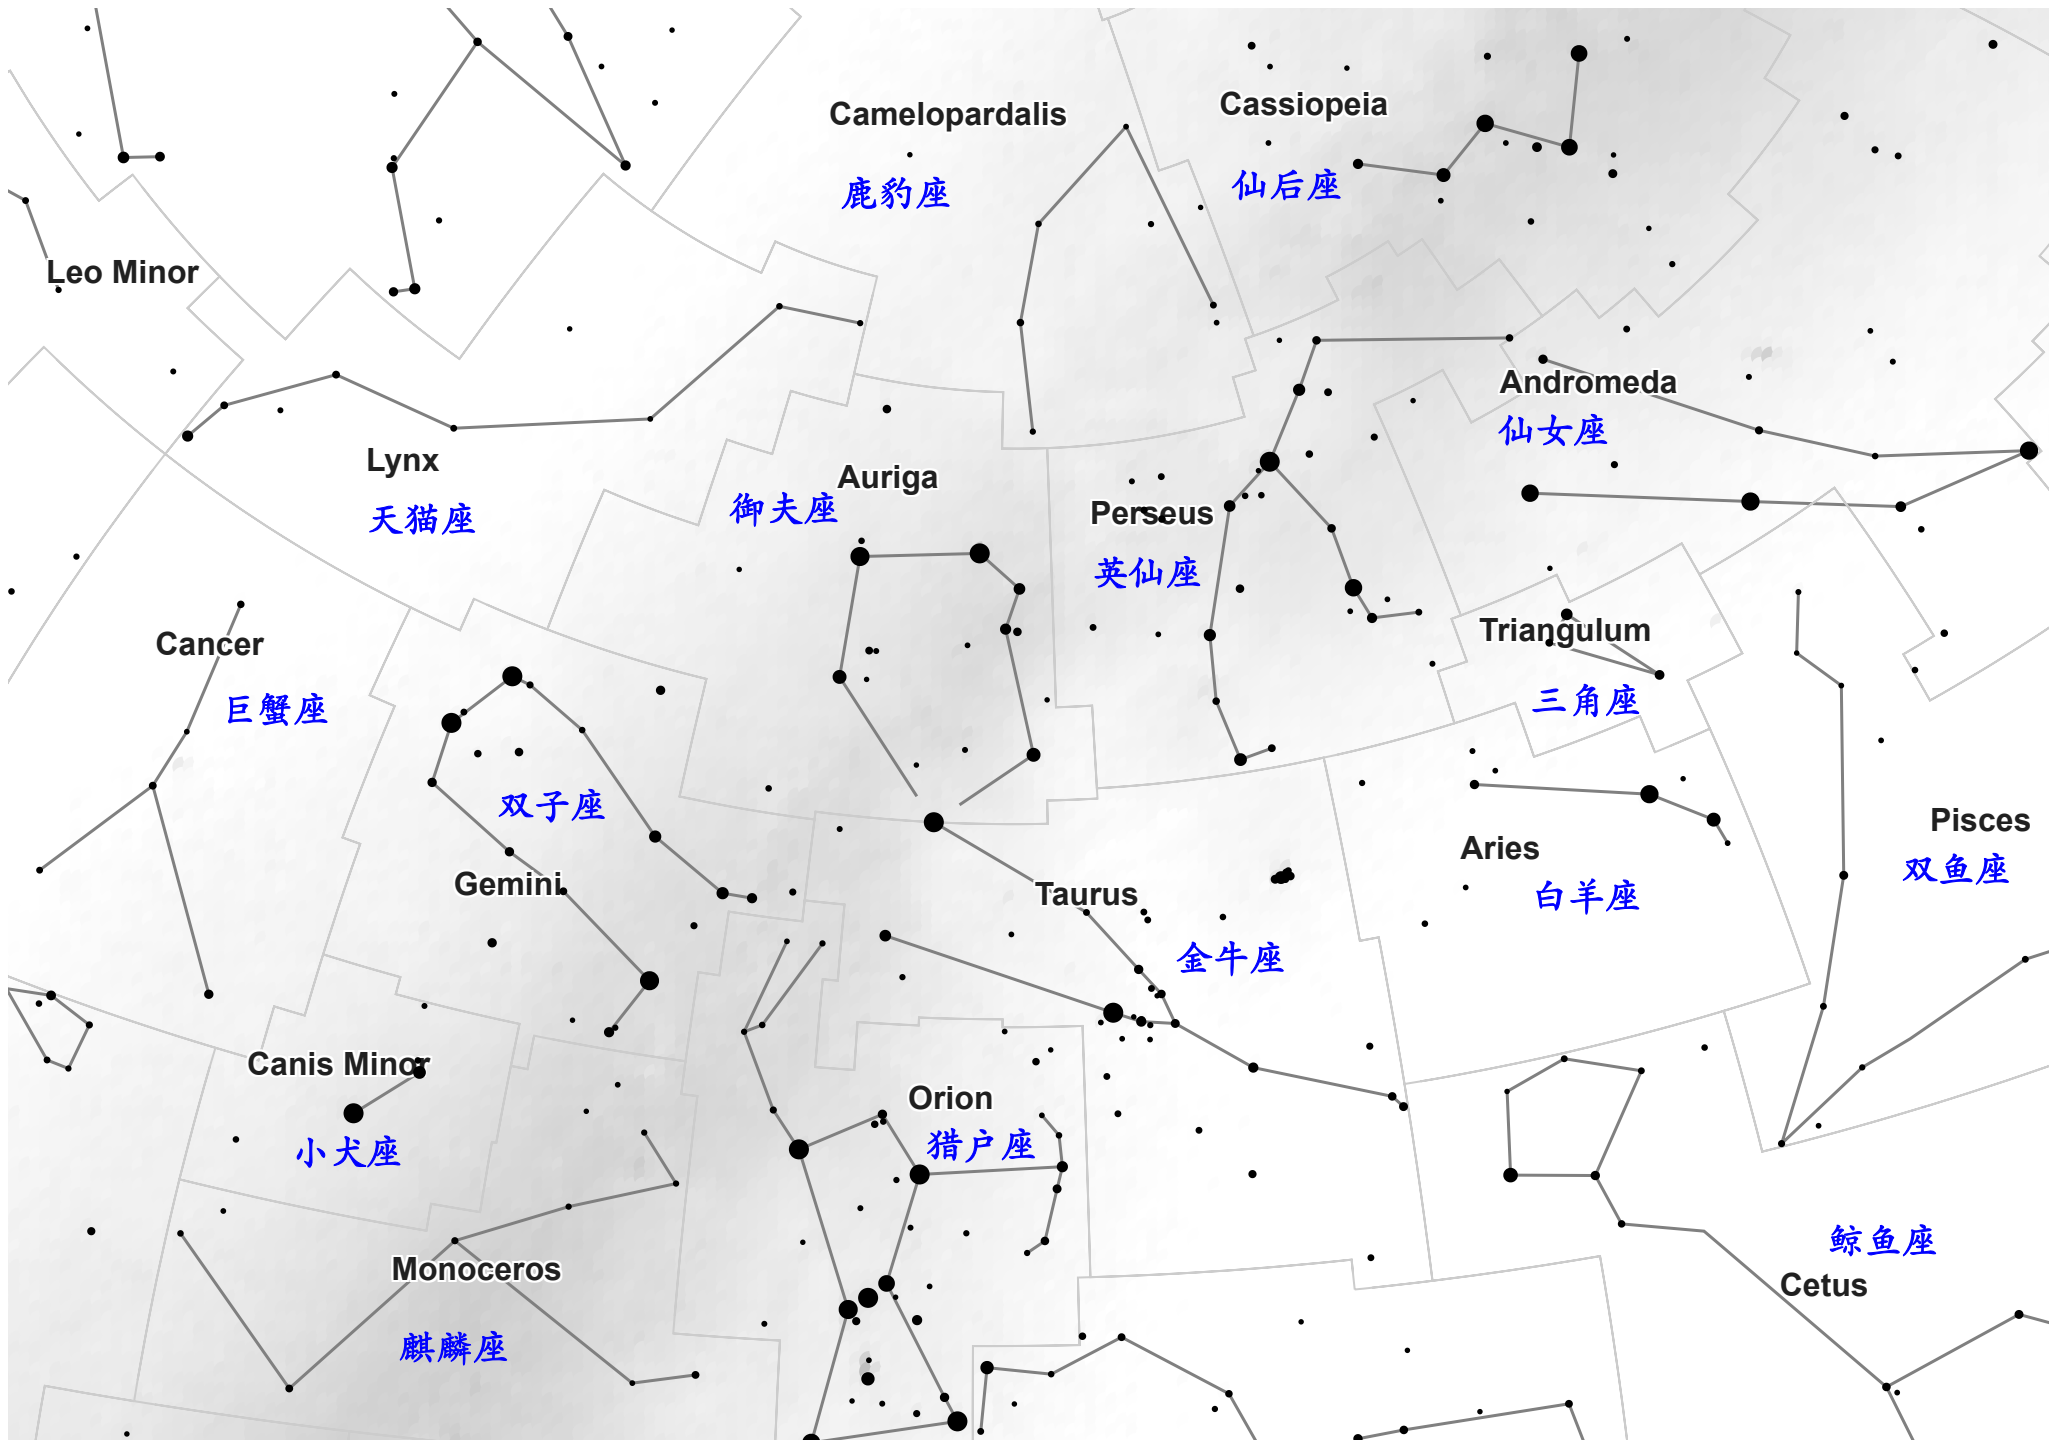 Camelopardalis
鹿豹座
Cassiopeia
仙后座
Leo Minor
Andromeda
仙女座
Lynx
天猫座
Auriga
御夫座
Perseus
英仙座
Cancer
巨蟹座
Triangulum
三角座
双子座
Gemini
Taurus
金牛座
Aries
白羊座
Pisces
双鱼座
Canis Minor
小犬座
Orion
猎户座
Monoceros
麒麟座
鲸鱼座
Cetus